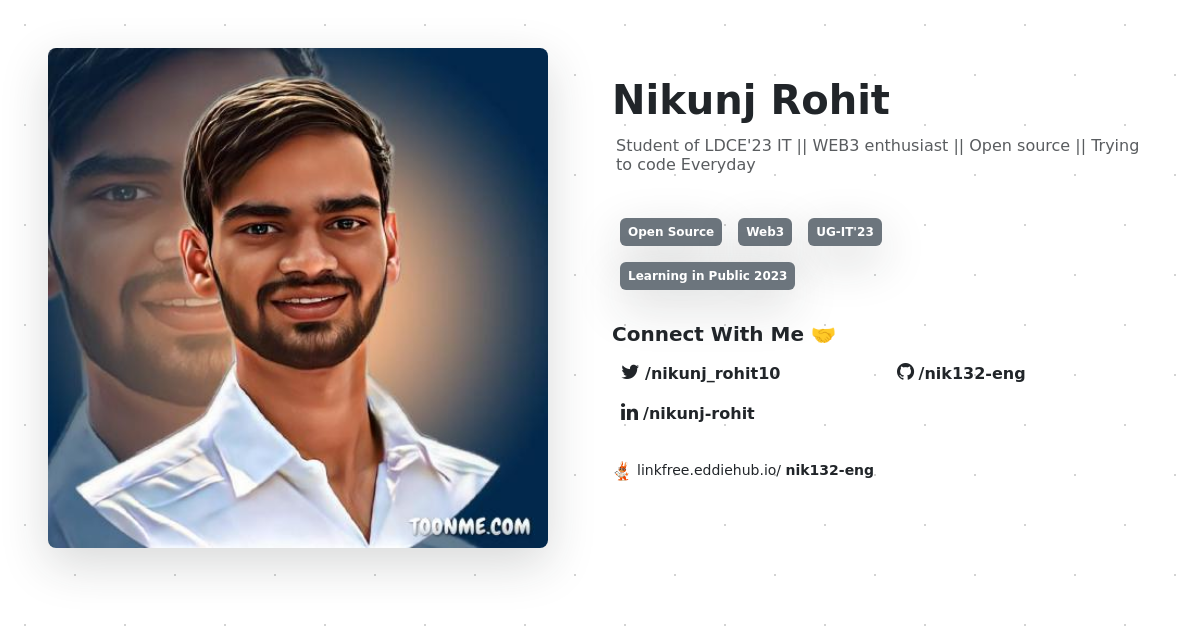 Nikunj Rohit
Student of LDCE'23 IT || WEB3 enthusiast || Open source || Trying
to code Everyday
Open Source Web3 UG-IT'23
Learning in Public 2023
Connect With Me 🤝
/nikunj_rohit10 /nik132-eng
/nikunj-rohit
linkfree.eddiehub.io/ nik132-eng
TOONME.COM